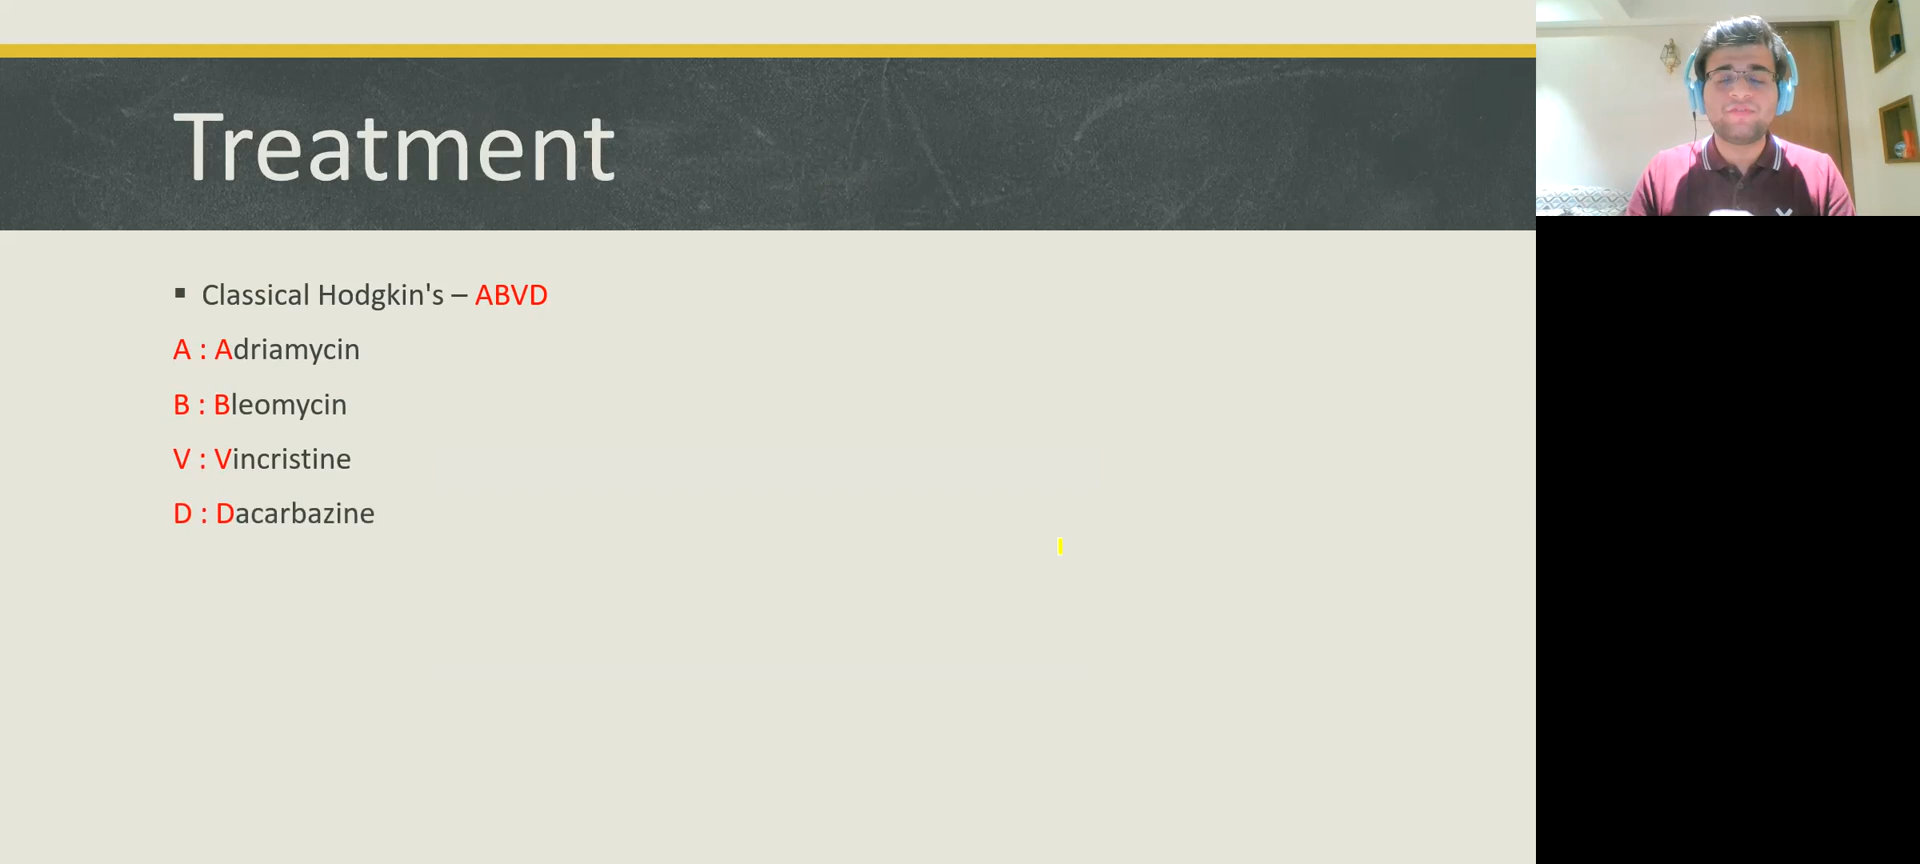 Treatment
▪ Classical Hodgkin's – ABVD
A : Adriamycin
B : Bleomycin
V : Vincristine
D : Dacarbazine